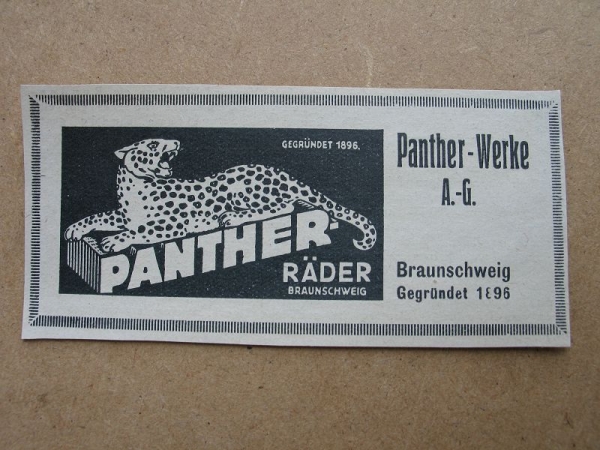 GEGRÜNDET 1896.
PANTHER-
RÄDER
BRAUNSCHWEIG
Panther-Werke
A.-G.
Braunschweig
Gegründet 1896